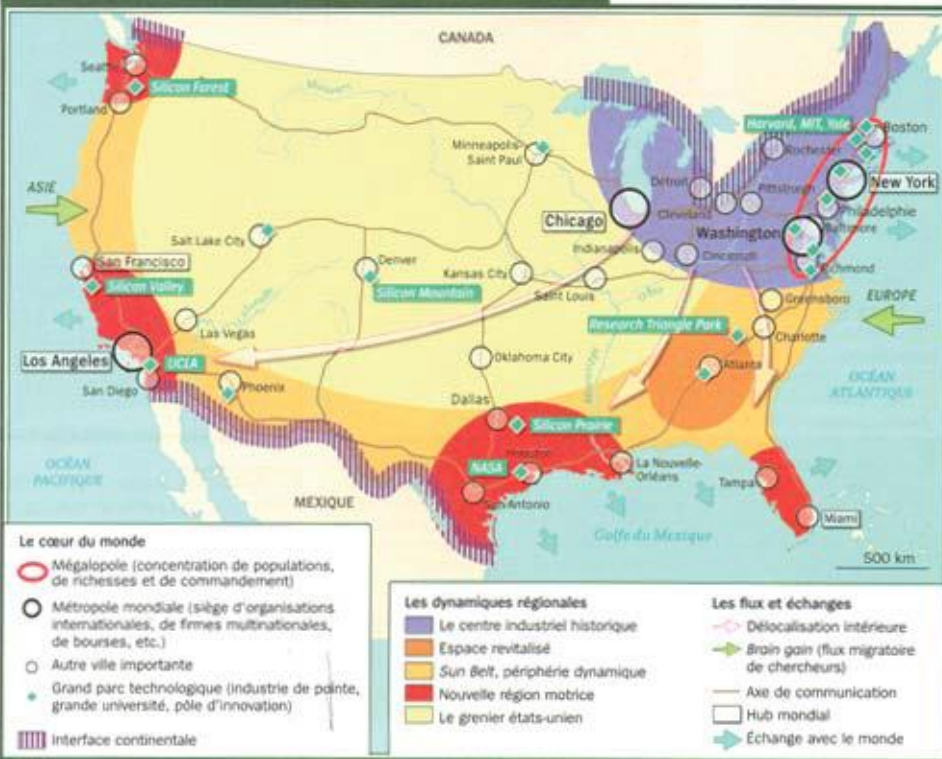 CANADA
Seattle
Silicon Forest
Portland
Missouri
Minneapolis-
Saint Paul
Harvard, MIT, Yale
Boston
Rochester
New York
Détroit
Pittsburgh
Cleveland
Philadelphie
Chicago
Washington
Baltimore
Indianapolis
Cincinnati
Richmond
ASIE
Salt Lake City
Denver
Kansas City
Saint Louis
Ohio
San Francisco
Silicon Valley
Silicon Mountain
Greensboro
EUROPE
Las Vegas
Colorado
Research Triangle Park
Charlotte
Los Angeles
UCLA
Oklahoma City
Mississippi
Atlanta
San Diego
Phoenix
OCÉAN
ATLANTIQUE
Dallas
Silicon Prairie
OCÉAN
PACIFIQUE
NASA
Houston
La Nouvelle-
Orléans
Tampa
MEXIQUE
San Antonio
Miami
Golfe du Mexique
500 km
Le cœur du monde
Mégalopole (concentration de populations,
de richesses et de commandement)
Métropole mondiale (siège d'organisations
internationales, de firmes multinationales,
de bourses, etc.)
Autre ville importante
Grand parc technologique (industrie de pointe,
grande université, pôle d'innovation)
Interface continentale
Les dynamiques régionales
Le centre industriel historique
Espace revitalisé
Sun Belt, périphérie dynamique
Nouvelle région motrice
Le grenier états-unien
Les flux et échanges
Délocalisation intérieure
Brain gain (flux migratoire
de chercheurs)
Axe de communication
Hub mondial
Échange avec le monde